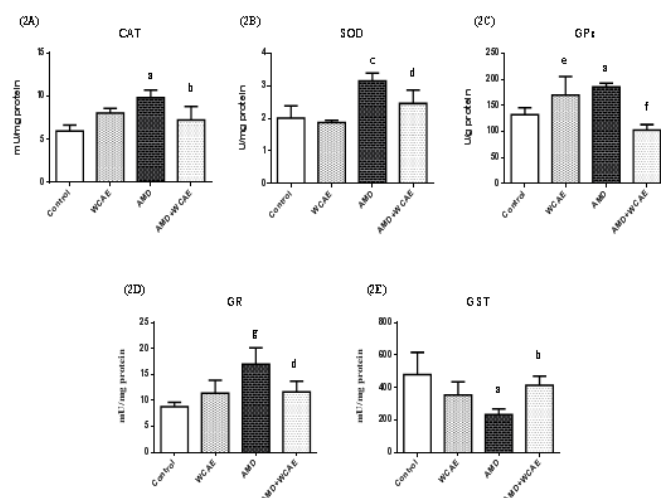 (2A)
CAT
mU/mg protein
15
10
5
0
a
b
Control
WCAE
AMD
AMD+WCAE
(2B)
SOD
U/mg protein
4
3
2
1
0
c
d
Control
WCAE
AMD
AMD+WCAE
(2C)
GPx
U/g protein
250
200
150
100
50
0
e
a
f
Control
WCAE
AMD
AMD+WCAE
(2D)
GR
mU/mg protein
25
20
15
10
5
0
g
d
Control
WCAE
AMD
AMD+WCAE
(2E)
GST
mU/mg protein
800
600
400
200
0
a
b
Control
WCAE
AMD
AMD+WCAE